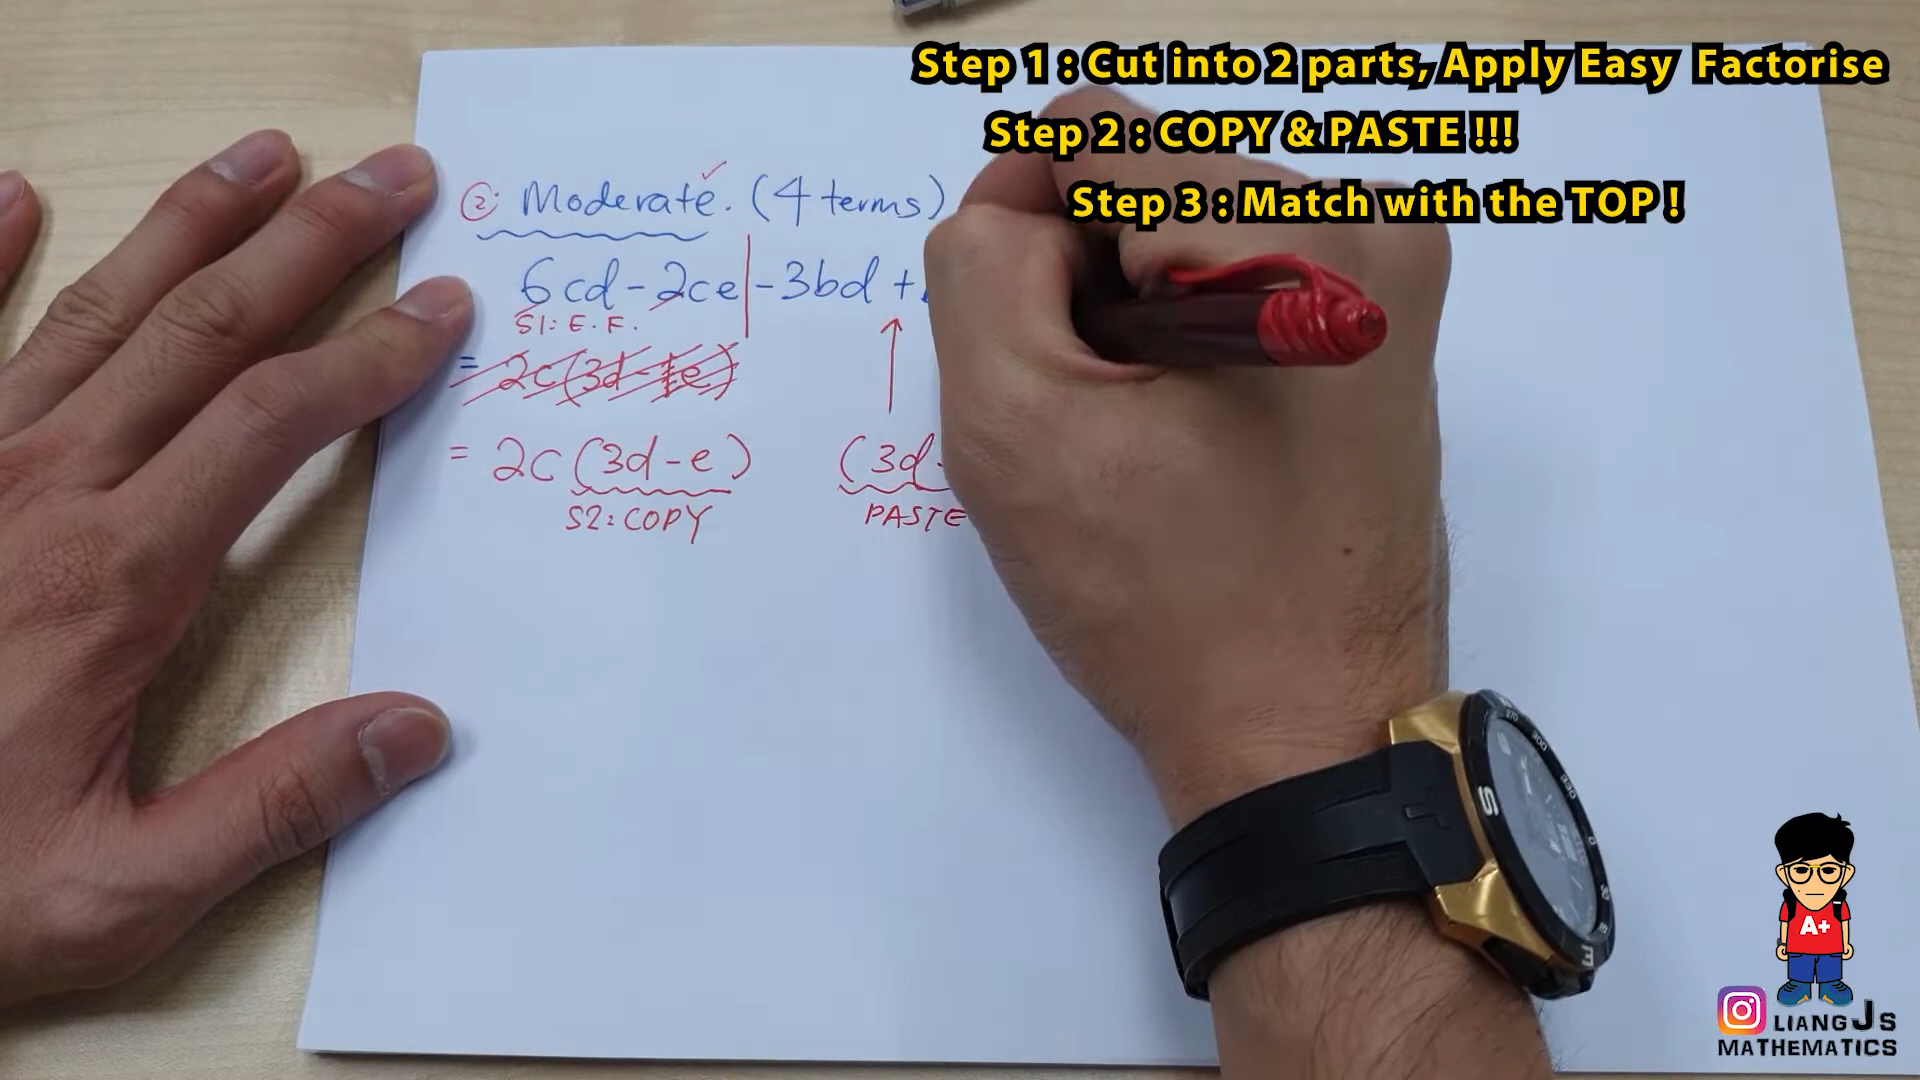 Step 1 : Cut into 2 parts, Apply Easy Factorise
Step 2 : COPY & PASTE !!!
Step 3 : Match with the TOP !
② Moderate. (4 terms)
6cd - 2ce | - 3bd +
S1: E. F.
= 2c(3d - 1e)
= 2c (3d - e) (3d -
S2: COPY PASTE
A+
LIANG JS
MATHEMATICS